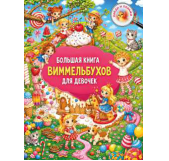 БОЛЬШАЯ КНИГА
ВИММЕЛЬБУХОВ
ДЛЯ ДЕВОЧЕК